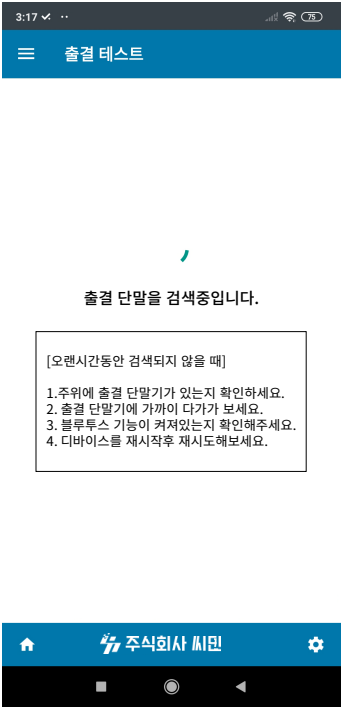 3:17
75
출결 테스트
출결 단말을 검색중입니다.
[오랜시간동안 검색되지 않을 때]
1.주위에 출결 단말기가 있는지 확인하세요.
2. 출결 단말기에 가까이 다가가 보세요.
3. 블루투스 기능이 켜져있는지 확인해주세요.
4. 디바이스를 재시작후 재시도해보세요.
주식회사 씨민